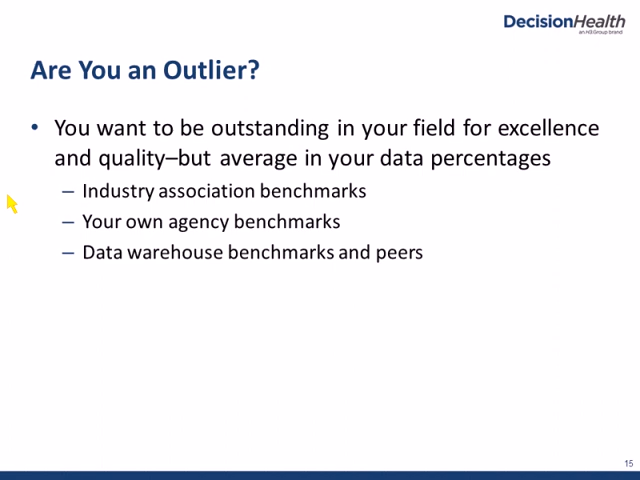 DecisionHealth
an H3.Group brand
Are You an Outlier?
• You want to be outstanding in your field for excellence
and quality–but average in your data percentages
– Industry association benchmarks
– Your own agency benchmarks
– Data warehouse benchmarks and peers
15